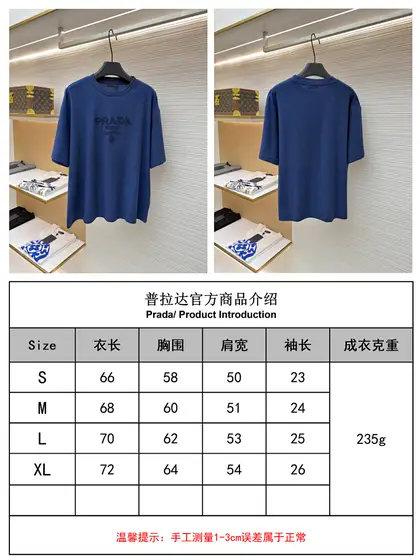 PRADA
普拉达官方商品介绍
Prada/ Product Introduction
Size 衣长 胸围 肩宽 袖长 成衣克重
S 66 58 50 23
M 68 60 51 24
L 70 62 53 25
XL 72 64 54 26
235g
温馨提示：手工测量1-3cm误差属于正常